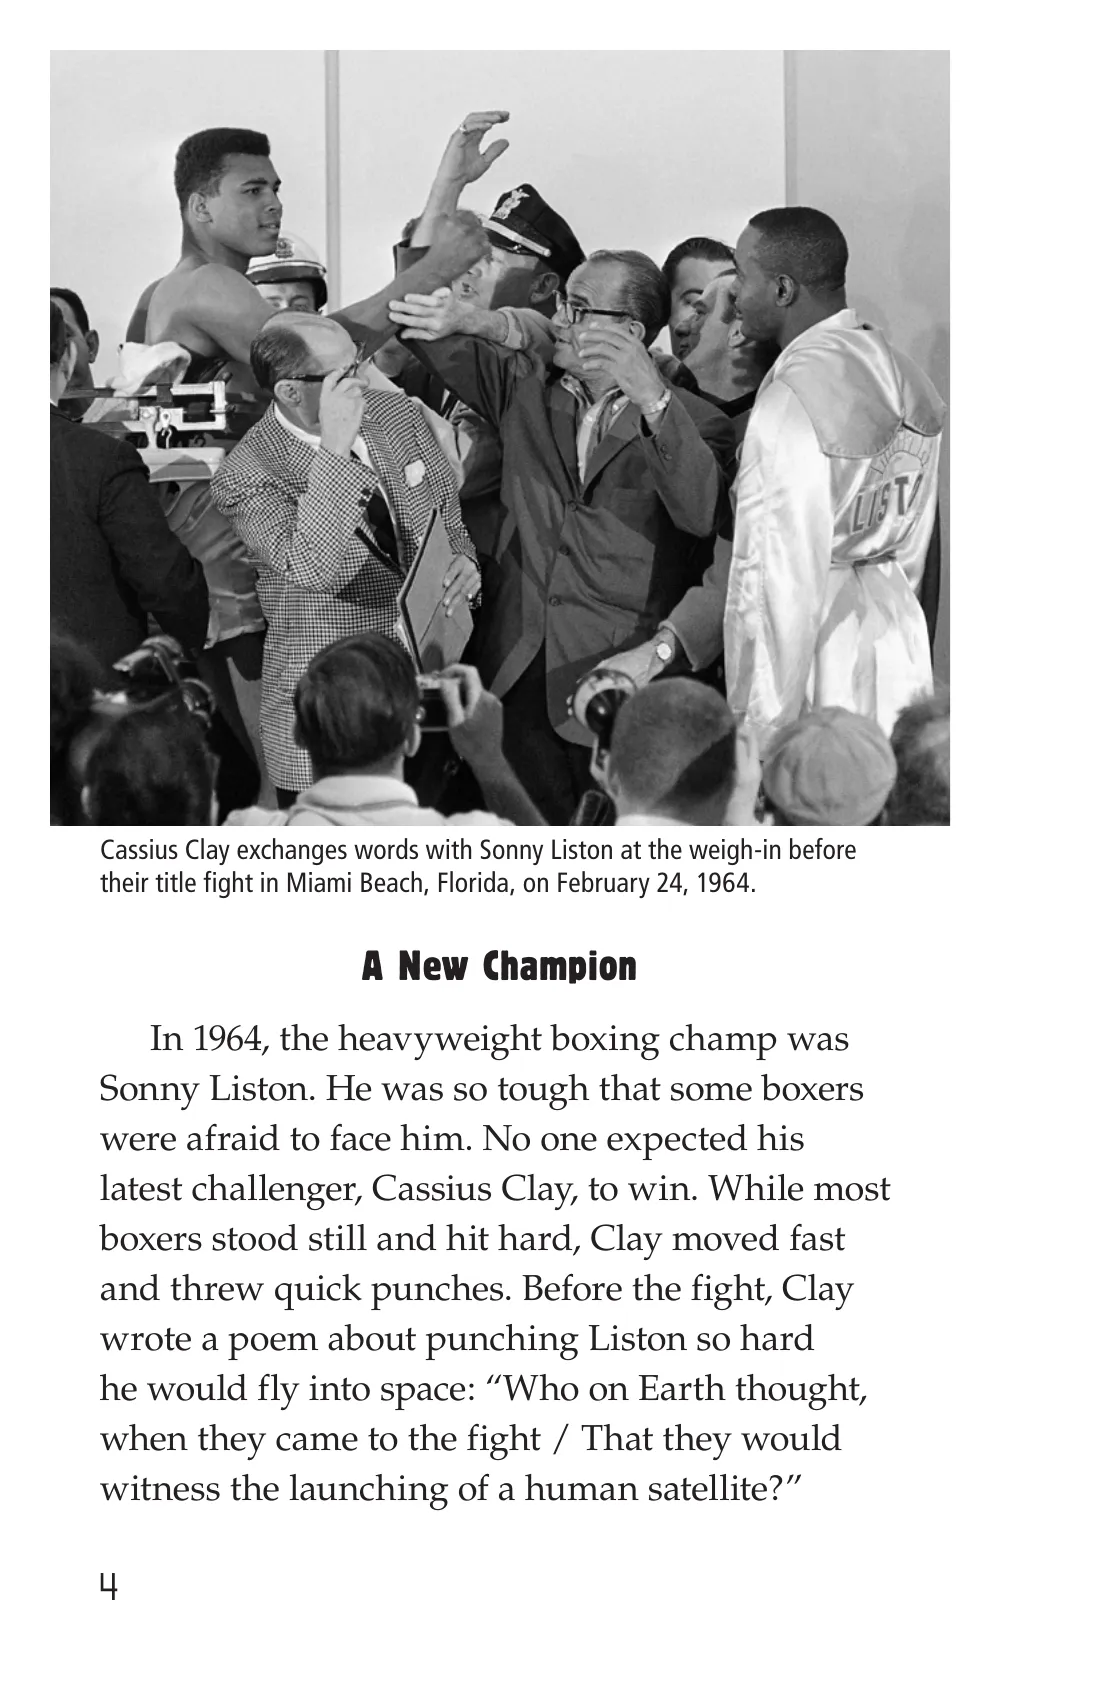 LIST
Cassius Clay exchanges words with Sonny Liston at the weigh-in before
their title fight in Miami Beach, Florida, on February 24, 1964.
A New Champion
In 1964, the heavyweight boxing champ was
Sonny Liston. He was so tough that some boxers
were afraid to face him. No one expected his
latest challenger, Cassius Clay, to win. While most
boxers stood still and hit hard, Clay moved fast
and threw quick punches. Before the fight, Clay
wrote a poem about punching Liston so hard
he would fly into space: “Who on Earth thought,
when they came to the fight / That they would
witness the launching of a human satellite?”
4